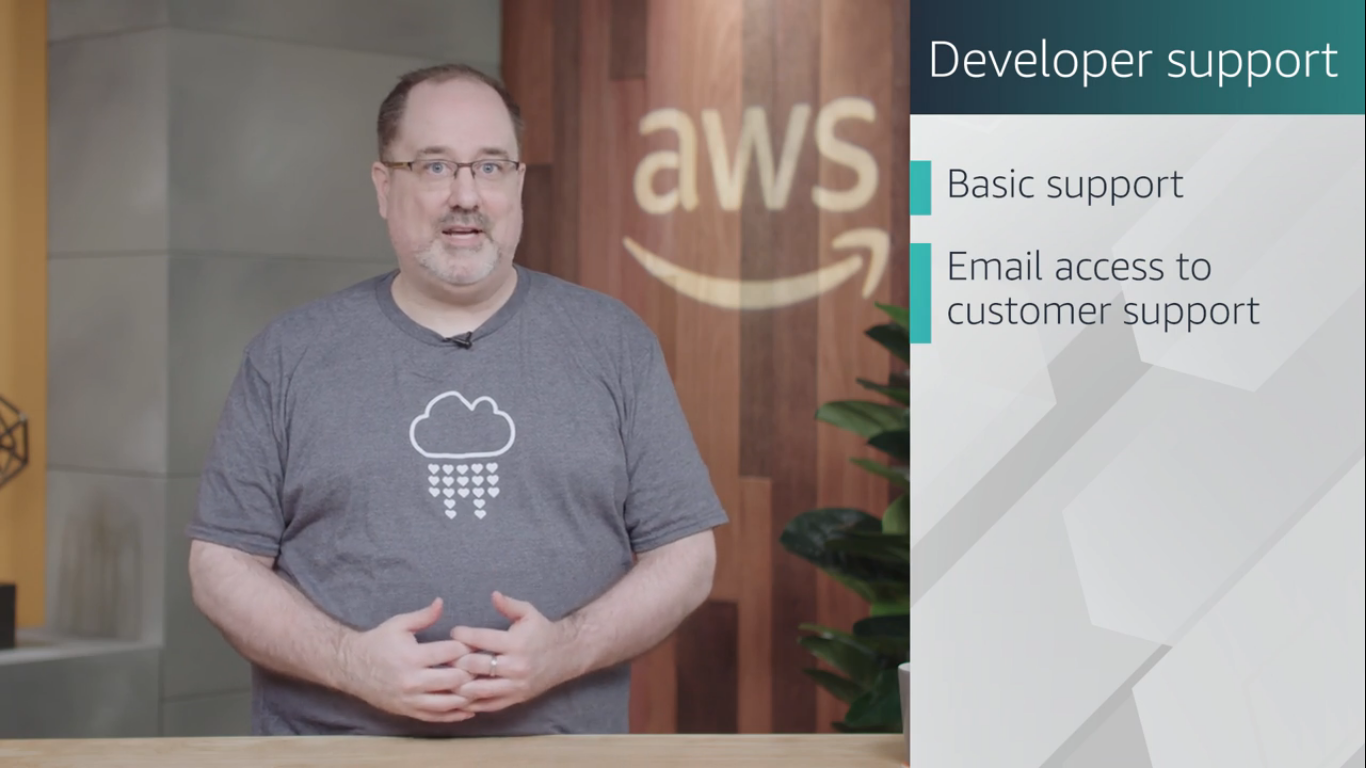 aws
Developer support
Basic support
Email access to
customer support